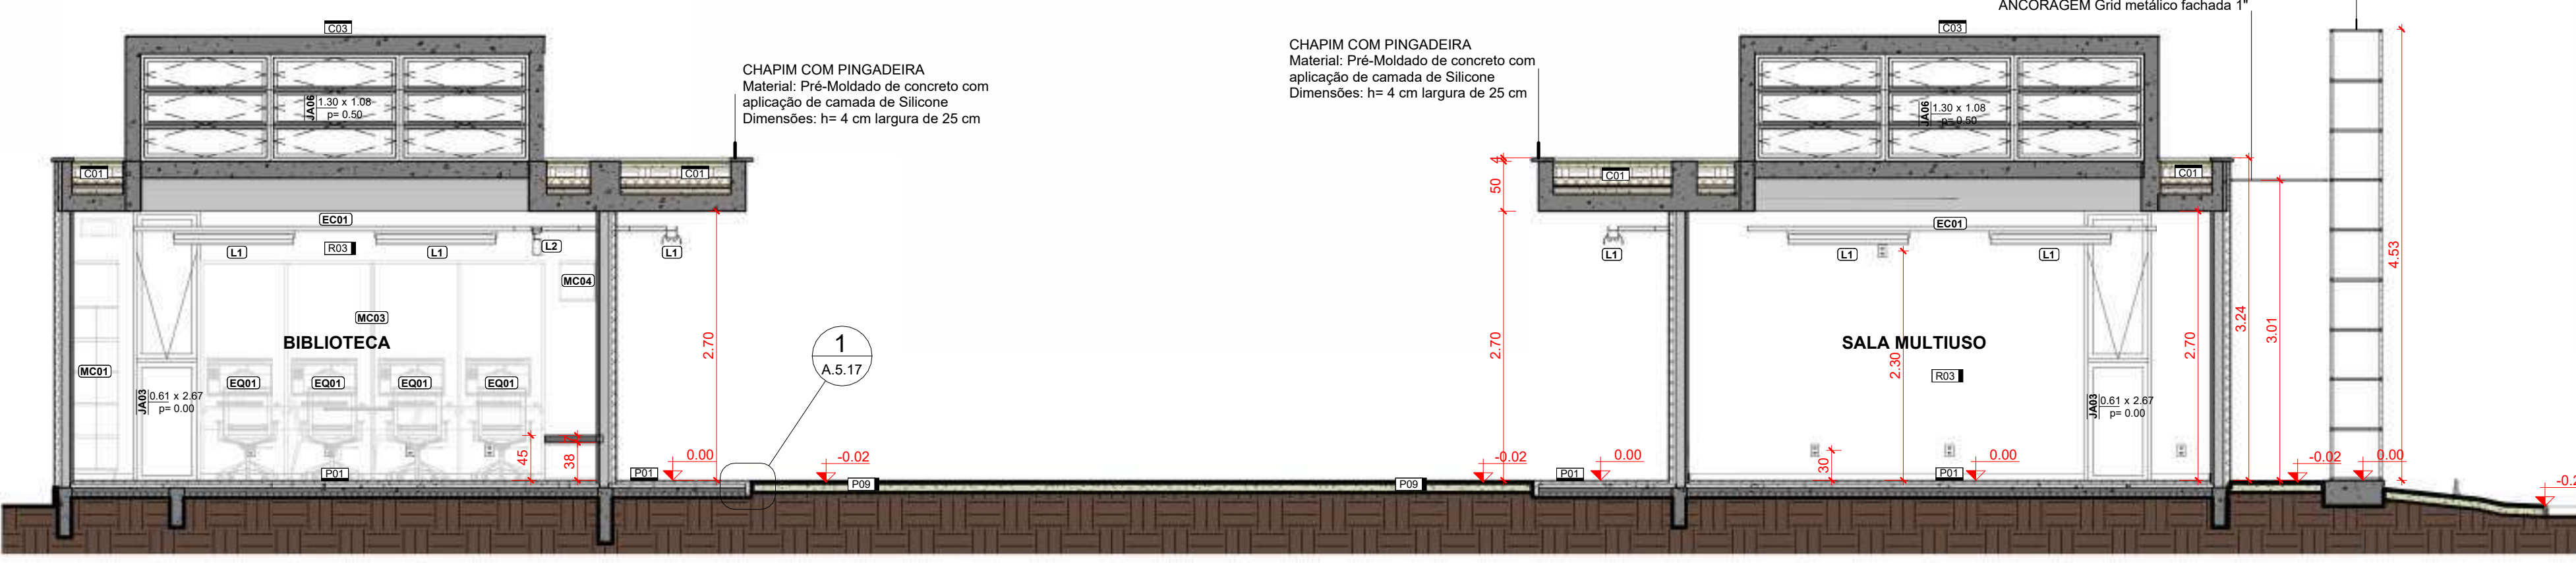 ANCORAGEM Grid metálico fachada 1"
C03
CHAPIM COM PINGADEIRA
Material: Pré-Moldado de concreto com
aplicação de camada de Silicone
Dimensões: h= 4 cm largura de 25 cm
CHAPIM COM PINGADEIRA
Material: Pré-Moldado de concreto com
aplicação de camada de Silicone
Dimensões: h= 4 cm largura de 25 cm
C03
JA06
1.30 x 1.08
p= 0.50
JA06
1.30 x 1.08
p= 0.50
C01
C01
4
50
C01
C01
EC01
L1
R03
L1
L2
L1
MC04
MC03
BIBLIOTECA
MC01
EQ01
EQ01
EQ01
EQ01
JA03
0.61 x 2.67
p= 0.00
45
38
P01
P01
0.00
2.70
1
A.5.17
-0.02
P09
P09
-0.02
2.70
P01
0.00
L1
EC01
L1
L1
SALA MULTIUSO
2.30
R03
JA03
0.61 x 2.67
p= 0.00
30
P01
0.00
2.70
3.24
3.01
4.53
-0.02
0.00